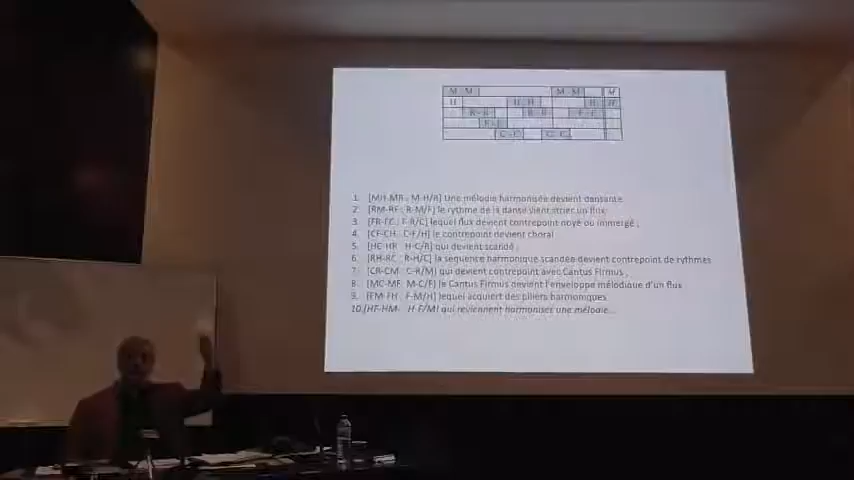 M M M M M
H H H H H
R R R R F F
F F
C C C C
1. [MH-MR : M-H/R] Une mélodie harmonisée devient dansante
2. [RM-RF : R-M/F] le rythme de la danse vient strier un flux
3. [FR-FC : F-R/C] lequel flux devient contrepoint noyé ou immergé ;
4. [CF-CH : C-F/H] le contrepoint devient choral
5. [HC-HR : H-C/R] qui devient scandé ;
6. [RH-RC : R-H/C] la séquence harmonique scandée devient contrepoint de rythmes
7. [CR-CM : C-R/M] qui devient contrepoint avec Cantus Firmus ;
8. [MC-MF : M-C/F] le Cantus Firmus devient l'enveloppe mélodique d'un flux
9. [FM-FH : F-M/H] lequel acquiert des piliers harmoniques
10. [HF-HM : H-F/M] qui reviennent harmoniser une mélodie...